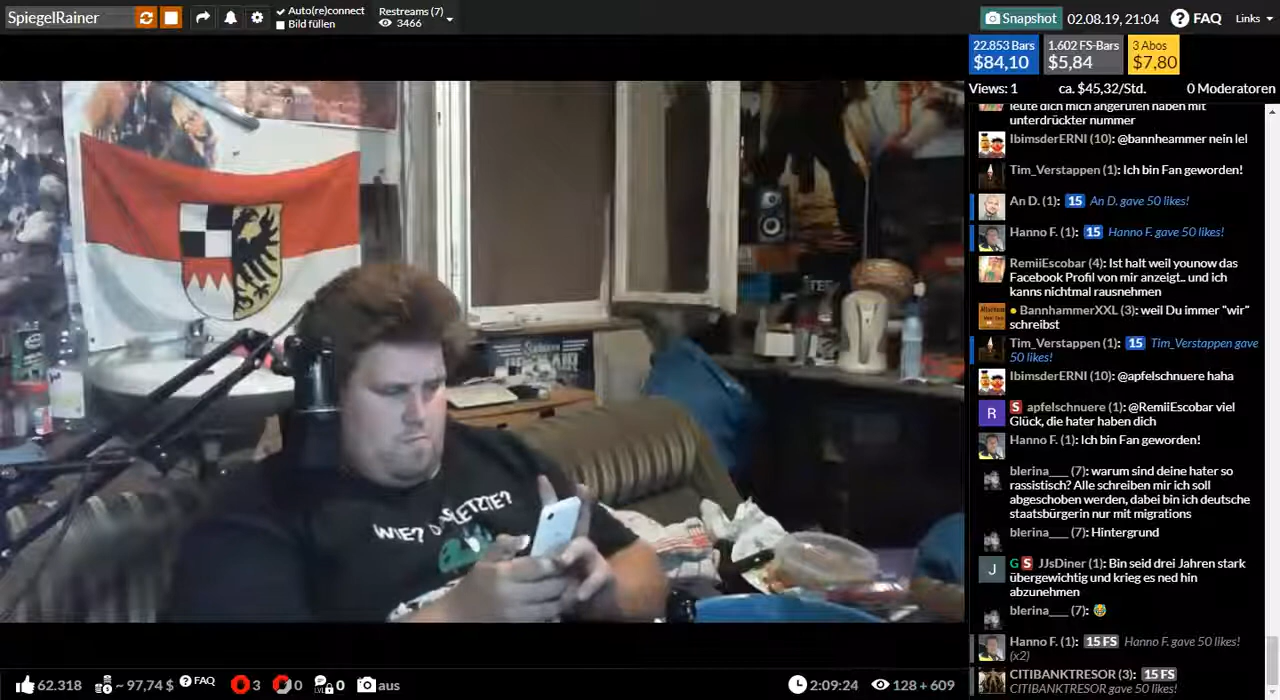 SpiegelRainer
Auto(re)connect
Bild füllen
Restreams (7)
3466
Snapshot
02.08.19, 21:04
FAQ
Links
22.853 Bars
$84,10
1.602 FS-Bars
$5,84
3 Abos
$7,80
Views: 1
ca. $45,32/Std.
0 Moderatoren
leute dich mich angerufen haben mit
unterdrückter nummer
IbimsderERNI (10): @bannheammer nein lel
Tim_Verstappen (1): Ich bin Fan geworden!
An D. (1): 15 An D. gave 50 likes!
Hanno F. (1): 15 Hanno F. gave 50 likes!
RemiiEscobar (4): Ist halt weil younow das
Facebook Profil von mir anzeigt.. und ich
kanns nichtmal rausnehmen
BannhammerXXL (3): weil Du immer "wir"
schreibst
Tim_Verstappen (1): 15 Tim_Verstappen gave
50 likes!
IbimsderERNI (10): @apfelschnuere haha
R S apfelschnuere (1): @RemiiEscobar viel
Glück, die hater haben dich
Hanno F. (1): Ich bin Fan geworden!
blerina___ (7): warum sind deine hater so
rassistisch? Alle schreiben mir ich soll
abgeschoben werden, dabei bin ich deutsche
staatsbürgerin nur mit migrations
blerina___ (7): Hintergrund
J G S JJsDiner (1): Bin seid drei Jahren stark
übergewichtig und krieg es ned hin
abzunehmen
blerina___ (7): 😂
Hanno F. (1): 15 FS Hanno F. gave 50 likes!
(x2)
CITIBANKTRESOR (3): 15 FS
CITIBANKTRESOR gave 50 likes!
WIE?
LETZTE?
62.318
~ 97,74 $
FAQ
3
0
0
aus
2:09:24
128 + 609